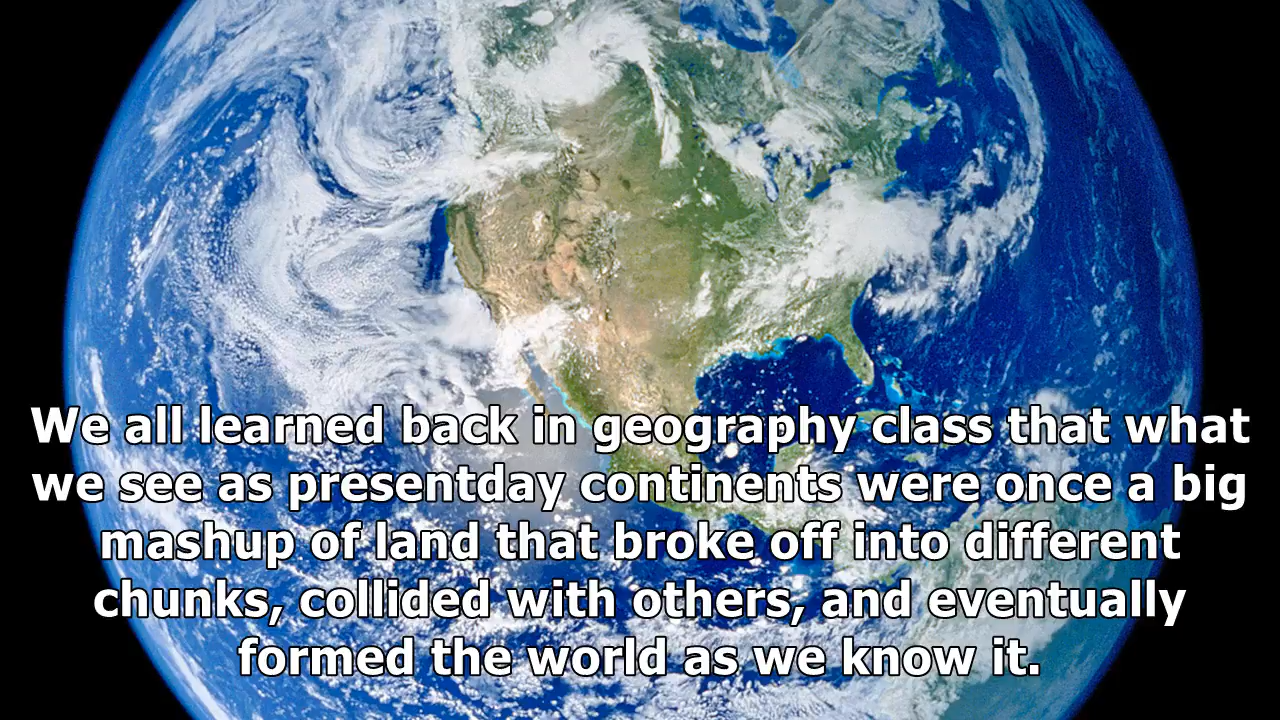 We all learned back in geography class that what
we see as presentday continents were once a big
mashup of land that broke off into different
chunks, collided with others, and eventually
formed the world as we know it.